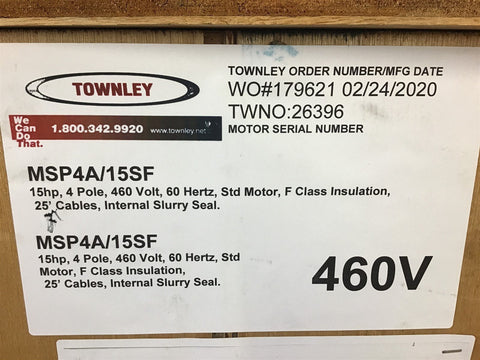 TOWNLEY
We Can Do That.
1.800.342.9920 www.townley.net
TOWNLEY ORDER NUMBER/MFG DATE
WO#179621 02/24/2020
TWNO:26396
MOTOR SERIAL NUMBER
MSP4A/15SF
15hp, 4 Pole, 460 Volt, 60 Hertz, Std Motor, F Class Insulation,
25' Cables, Internal Slurry Seal.
MSP4A/15SF
15hp, 4 Pole, 460 Volt, 60 Hertz, Std
Motor, F Class Insulation,
25' Cables, Internal Slurry Seal.
460V